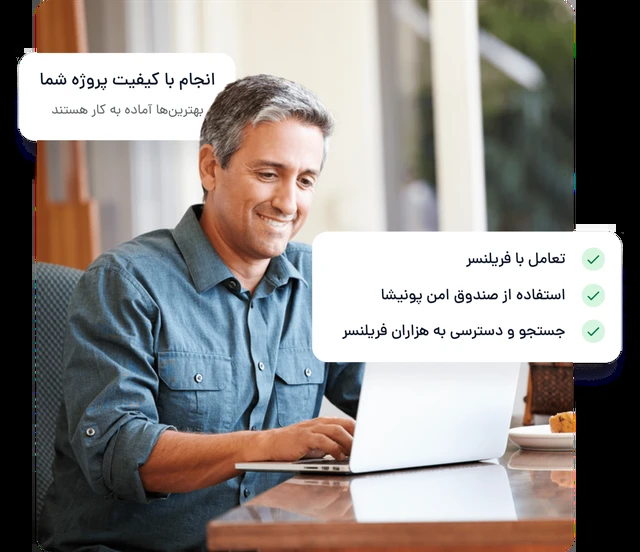 انجام با کیفیت پروژه شما
بهترین‌ها آماده به کار هستند
تعامل با فریلنسر
استفاده از صندوق امن پونیشا
جستجو و دسترسی به هزاران فریلنسر